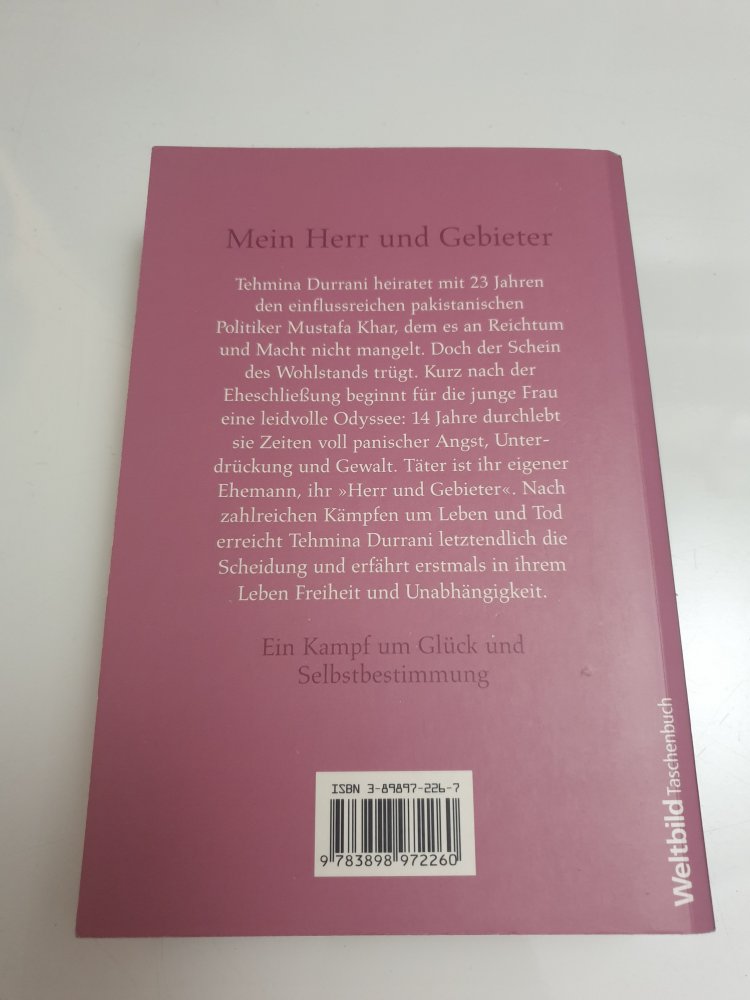 Mein Herr und Gebieter
Tehmina Durrani heiratet mit 23 Jahren
den einflussreichen pakistanischen
Politiker Mustafa Khar, dem es an Reichtum
und Macht nicht mangelt. Doch der Schein
des Wohlstands trügt. Kurz nach der
Eheschließung beginnt für die junge Frau
eine leidvolle Odyssee: 14 Jahre durchlebt
sie Zeiten voll panischer Angst, Unter-
drückung und Gewalt. Täter ist ihr eigener
Ehemann, ihr »Herr und Gebieter«. Nach
zahlreichen Kämpfen um Leben und Tod
erreicht Tehmina Durrani letztendlich die
Scheidung und erfährt erstmals in ihrem
Leben Freiheit und Unabhängigkeit.
Ein Kampf um Glück und
Selbstbestimmung
ISBN 3-89897-226-7
9 783898 972260
Weltbild Taschenbuch